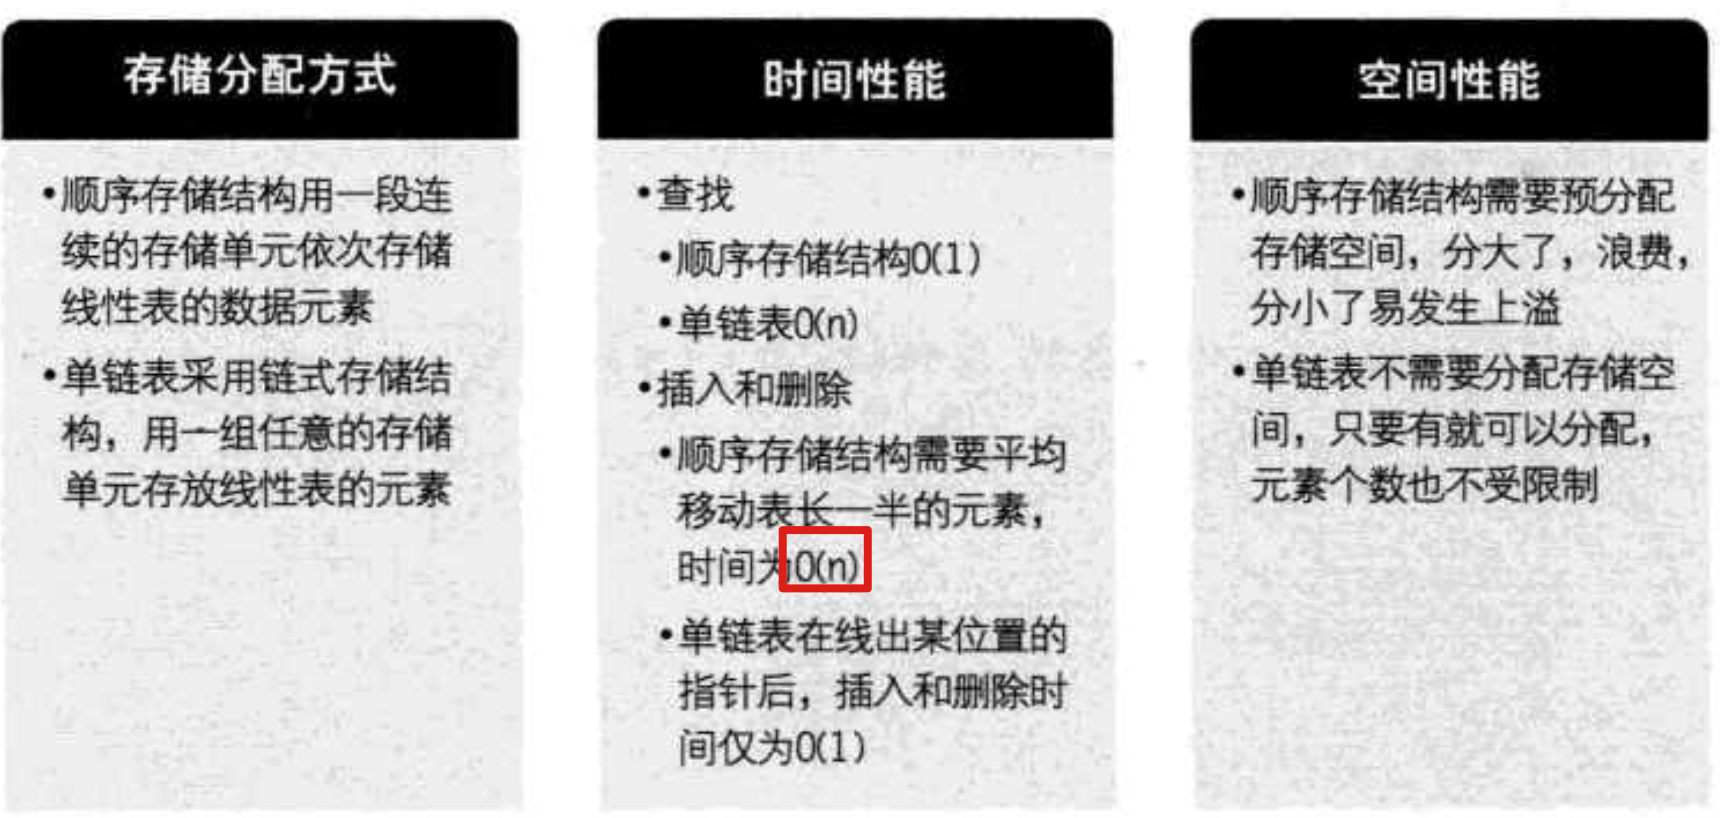 存储分配方式
•顺序存储结构用一段连
续的存储单元依次存储
线性表的数据元素
•单链表采用链式存储结
构，用一组任意的存储
单元存放线性表的元素
时间性能
•查找
•顺序存储结构O(1)
•单链表O(n)
•插入和删除
•顺序存储结构需要平均
移动表长一半的元素，
时间为O(n)
•单链表在线出某位置的
指针后，插入和删除时
间仅为O(1)
空间性能
•顺序存储结构需要预分配
存储空间，分大了，浪费，
分小了易发生上溢
•单链表不需要分配存储空
间，只要有就可以分配，
元素个数也不受限制